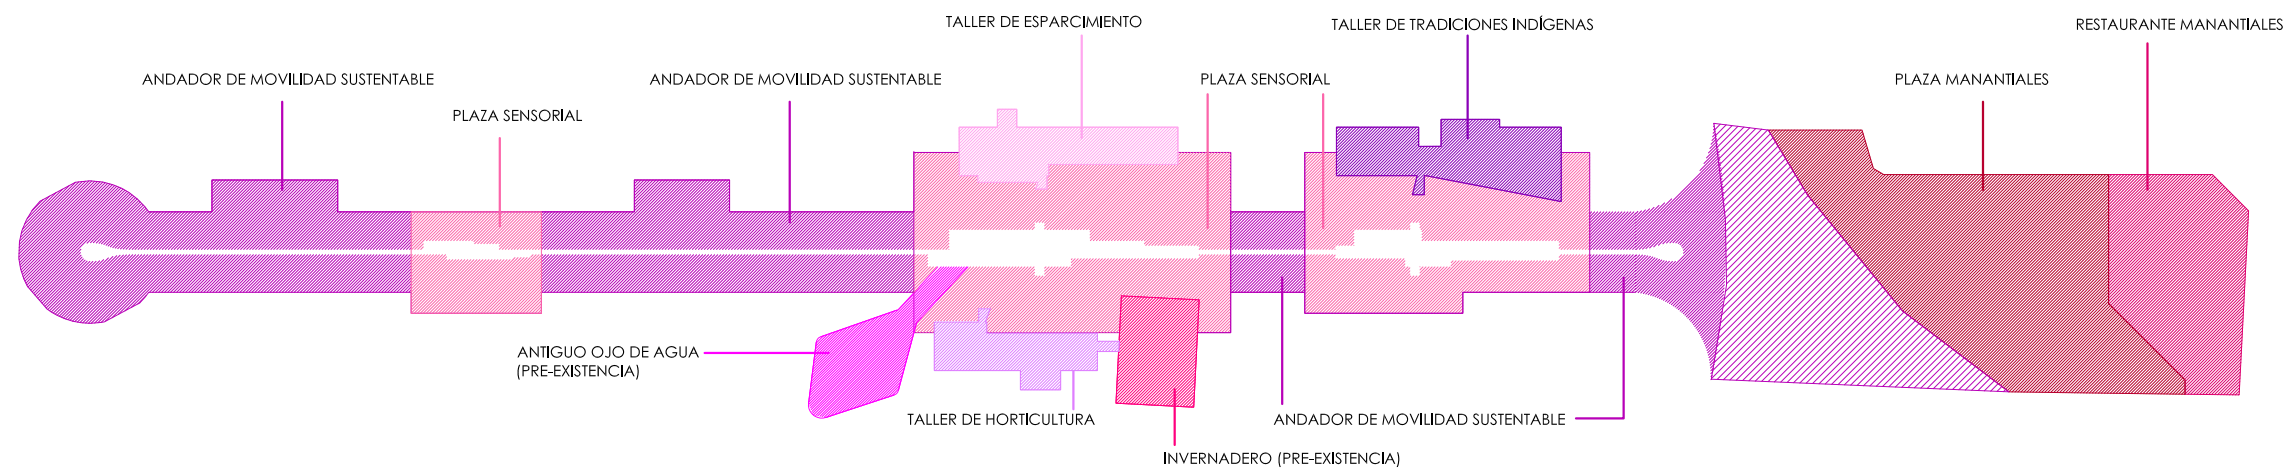 TALLER DE ESPARCIMIENTO
TALLER DE TRADICIONES INDÍGENAS
RESTAURANTE MANANTIALES
ANDADOR DE MOVILIDAD SUSTENTABLE
ANDADOR DE MOVILIDAD SUSTENTABLE
PLAZA SENSORIAL
PLAZA MANANTIALES
PLAZA SENSORIAL
ANTIGUO OJO DE AGUA
(PRE-EXISTENCIA)
TALLER DE HORTICULTURA
ANDADOR DE MOVILIDAD SUSTENTABLE
INVERNADERO (PRE-EXISTENCIA)